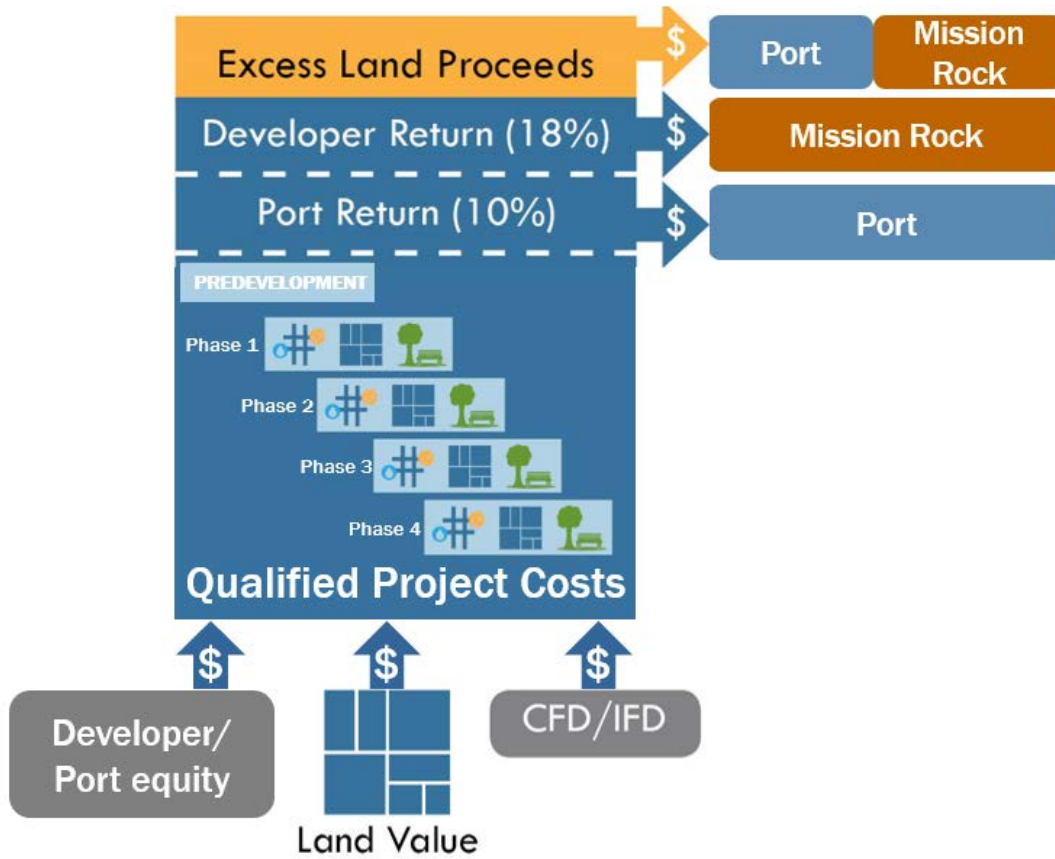 Excess Land Proceeds
$
Port
Mission
Rock
Developer Return (18%)
$
Mission Rock
Port Return (10%)
$
Port
PREDEVELOPMENT
Phase 1
Phase 2
Phase 3
Phase 4
Qualified Project Costs
$
$
$
Developer/
Port equity
CFD/IFD
Land Value